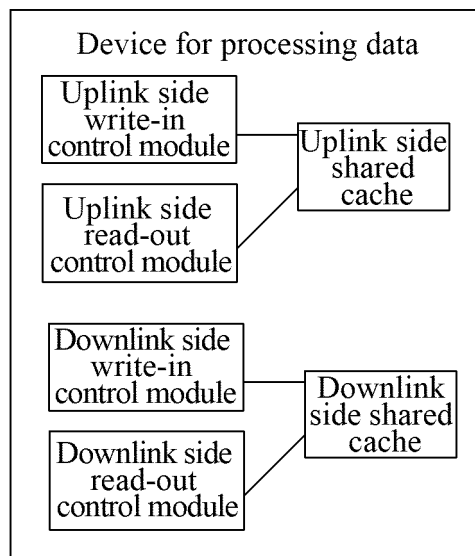 Device for processing data
Uplink side
write-in
control module
Uplink side
shared
cache
Uplink side
read-out
control module
Downlink side
write-in
control module
Downlink
side shared
cache
Downlink side
read-out
control module